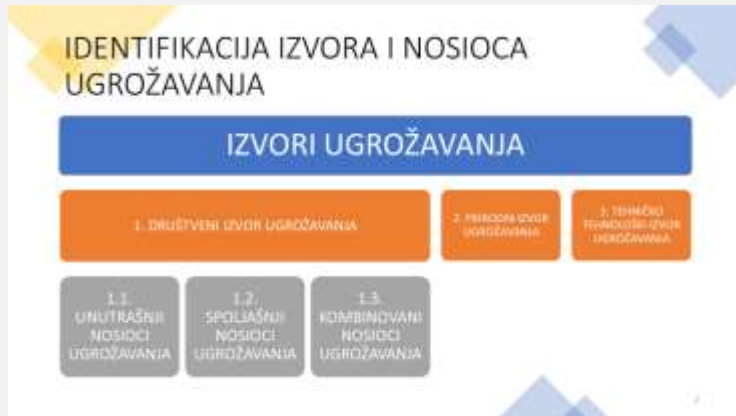 IDENTIFIKACIJA IZVORA I NOSIOCA
UGROŽAVANJA
IZVORI UGROŽAVANJA
1. DRUŠTVENI IZVOR UGROŽAVANJA
2. PRIRODNI IZVOR
UGROŽAVANJA
3. TEHNIČKO
TEHNOLOŠKI IZVOR
UGROŽAVANJA
1.1.
UNUTRAŠNJI
NOSIOCI
UGROŽAVANJA
1.2.
SPOLJAŠNJI
NOSIOCI
UGROŽAVANJA
1.3.
KOMBINOVANI
NOSIOCI
UGROŽAVANJA